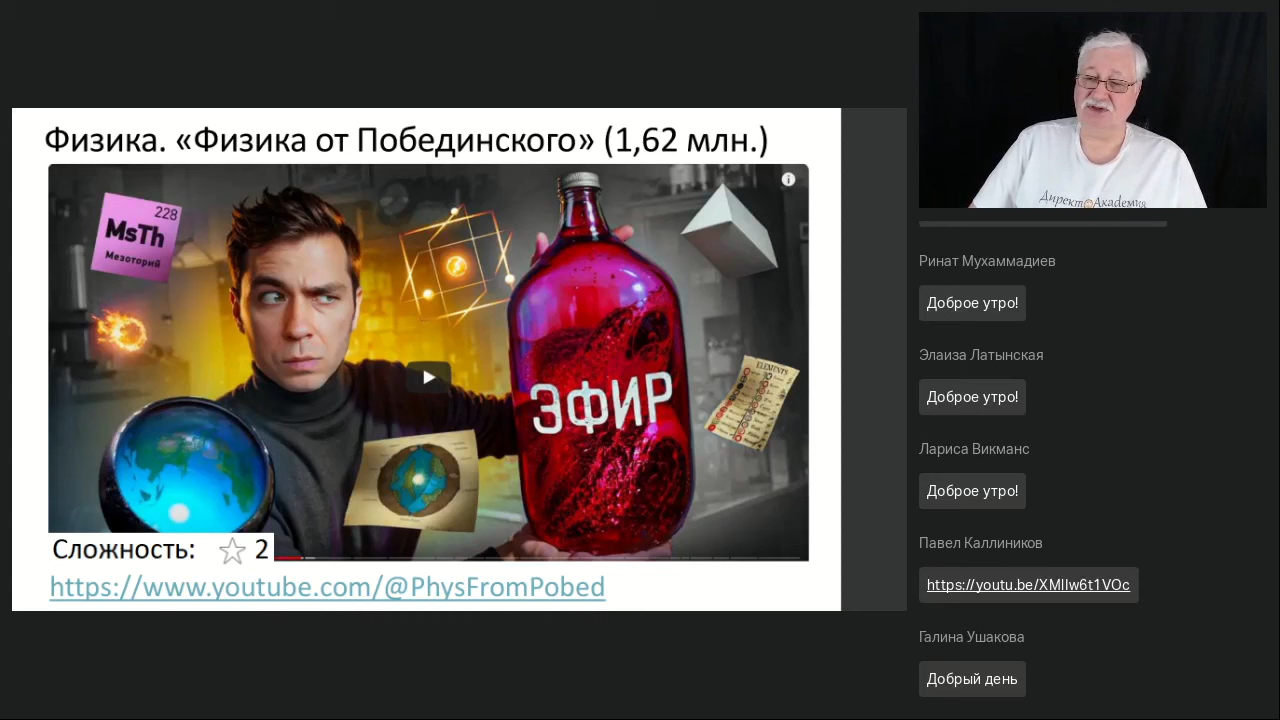 Физика. «Физика от Побединского» (1,62 млн.)
228
MsTh
Мезоторий
ЭФИР
ELEMENTS
Сложность: 2
https://www.youtube.com/@PhysFromPobed
Директ Академия
Ринат Мухаммадиев
Доброе утро!
Элаиза Латынская
Доброе утро!
Лариса Викманс
Доброе утро!
Павел Каллиников
https://youtu.be/XMlIw6t1VOc
Галина Ушакова
Добрый день